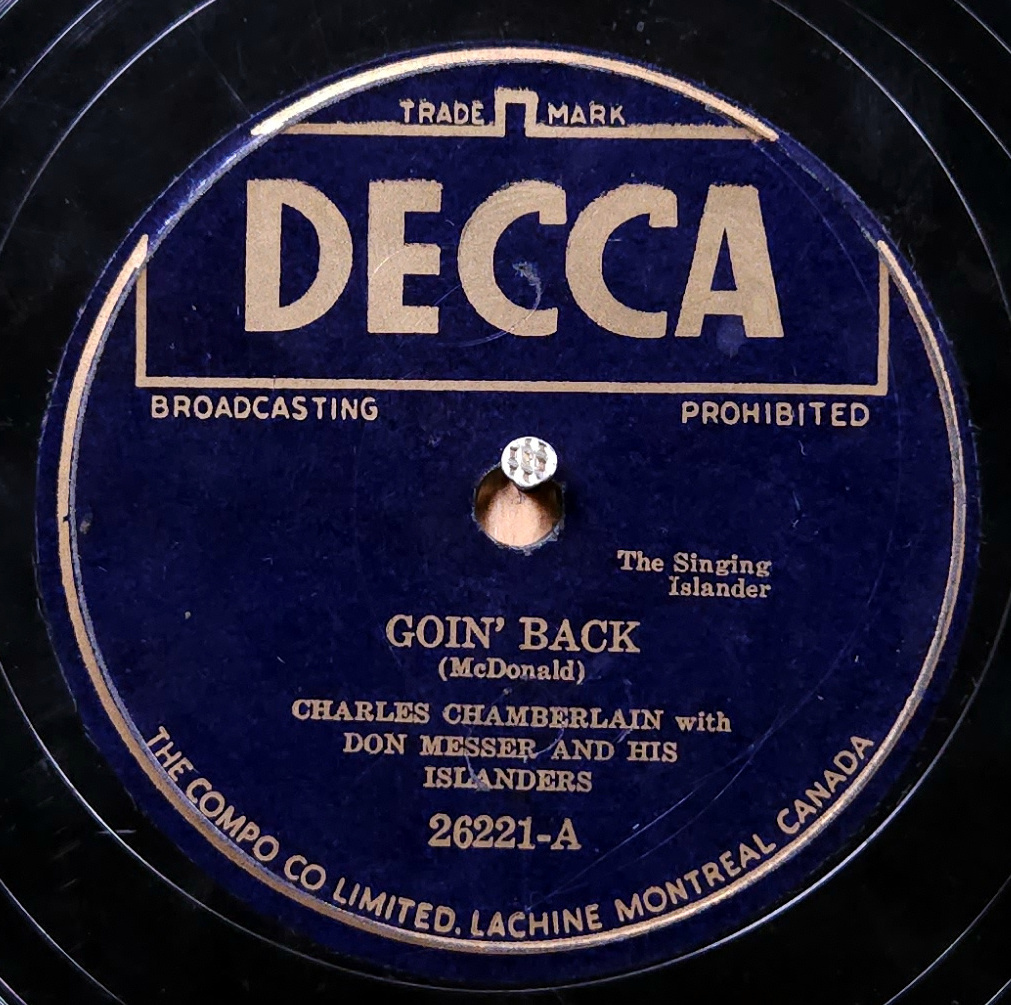 TRADE MARK
DECCA
BROADCASTING PROHIBITED
The Singing
Islander
GOIN' BACK
(McDonald)
CHARLES CHAMBERLAIN with
DON MESSER AND HIS
ISLANDERS
26221-A
THE COMPO CO LIMITED, LACHINE MONTREAL CANADA